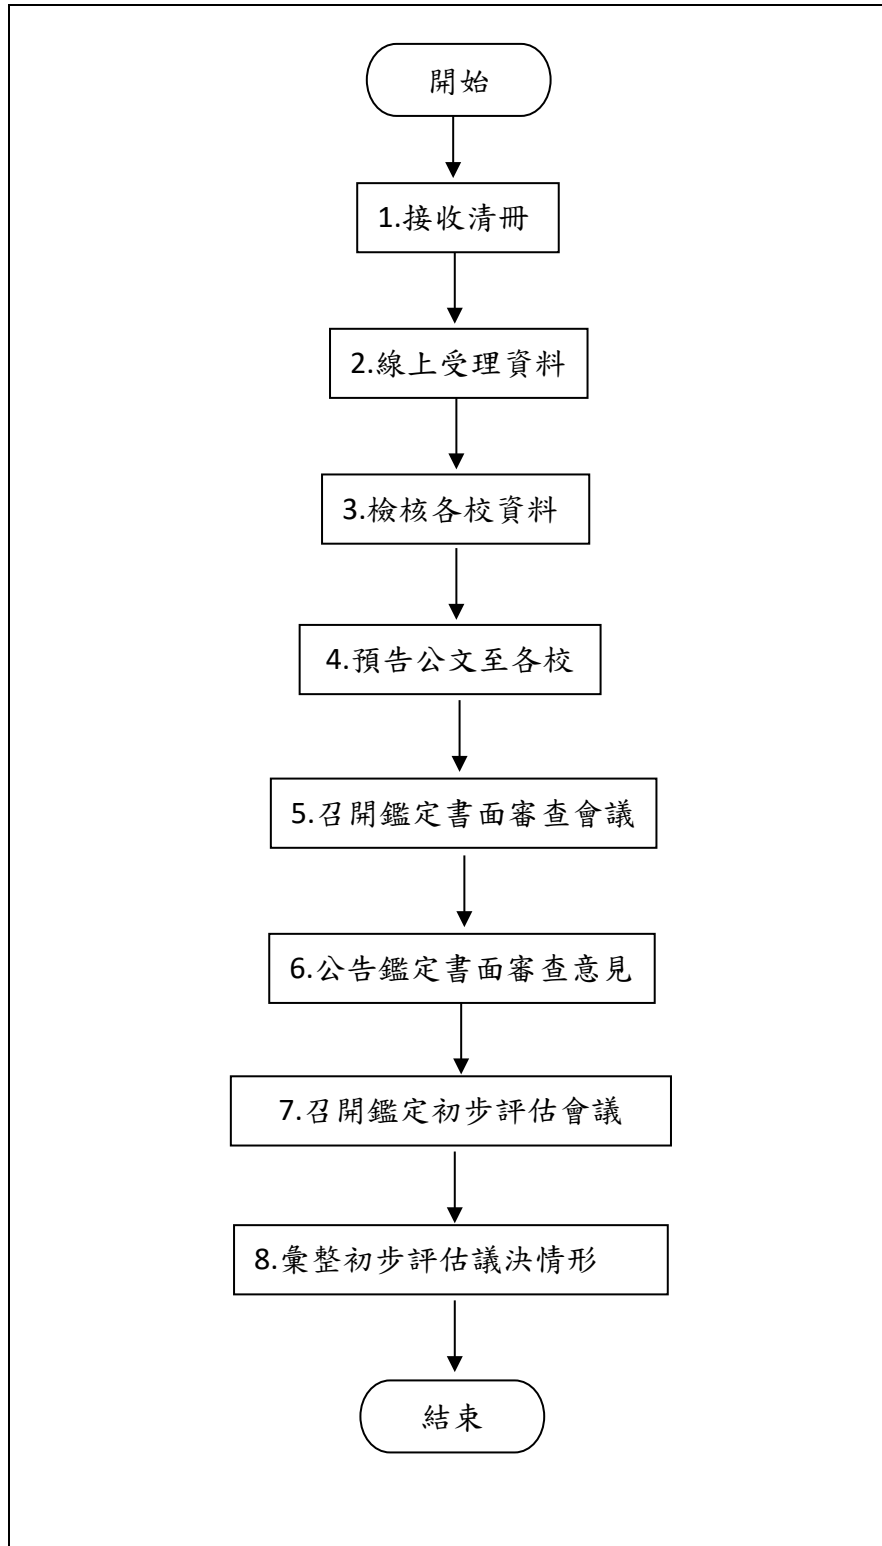 開始
1.接收清冊
2.線上受理資料
3.檢核各校資料
4.預告公文至各校
5.召開鑑定書面審查會議
6.公告鑑定書面審查意見
7.召開鑑定初步評估會議
8.彙整初步評估議決情形
結束